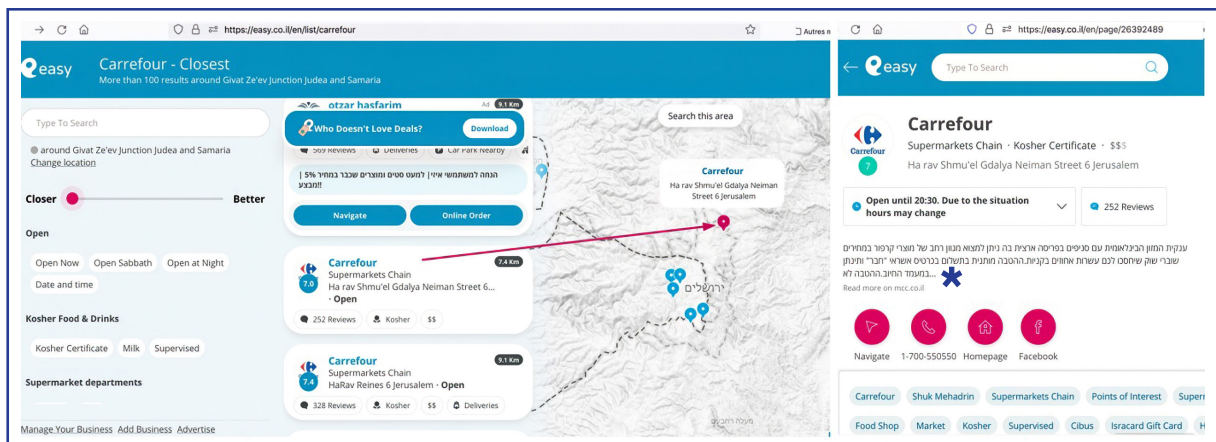 https://easy.co.il/en/list/carrefour
Autres
easy
Carrefour - Closest
More than 100 results around Givat Ze'ev Junction Judea and Samaria
Type To Search
around Givat Ze'ev Junction Judea and Samaria
Change location
Closer
Better
Open
Open Now Open Sabbath Open at Night
Date and time
Kosher Food & Drinks
Kosher Certificate Milk Supervised
Supermarket departments
Manage Your Business Add Business Advertise
otzar hasfarim Ad 9.1 Km
Who Doesn't Love Deals? Download
569 Reviews Deliveries Car Park Nearby
הנחה למשתמשי איזי | למעט סטים ומוצרים שכבר במחיר 5% |
מבצע!!
Navigate Online Order
Carrefour 7.4 Km
Supermarkets Chain
7.0
Ha rav Shmu'el Gdalya Neiman Street 6...
· Open
252 Reviews Kosher $$
Carrefour 9.1 Km
Supermarkets Chain
7.4
HaRav Reines 6 Jerusalem · Open
328 Reviews Kosher $$ Deliveries
Search this area
Carrefour
Ha rav Shmu'el Gdalya Neiman
Street 6 Jerusalem
ירושלים
מעלה רחבעם
https://easy.co.il/en/page/26392489
easy
Type To Search
Carrefour
7
Carrefour
Supermarkets Chain · Kosher Certificate · $$$
Ha rav Shmu'el Gdalya Neiman Street 6 Jerusalem
Open until 20:30. Due to the situation
hours may change
252 Reviews
ענקית המזון הבינלאומית עם סניפים בפריסה ארצית בה ניתן למצוא מגוון רחב של מוצרי קרפור במחירים
שוברי שוק שיחסכו לכם עשרות אחוזים בקניות.ההטבה מותנית בתשלום בכרטיס אשראי "חבר" ותינתן
במעמד החיוב.ההטבה לא...
Read more on mcc.co.il
Navigate 1-700-550550 Homepage Facebook
Carrefour Shuk Mehadrin Supermarkets Chain Points of Interest
Food Shop Market Kosher Supervised Cibus Isracard Gift Card